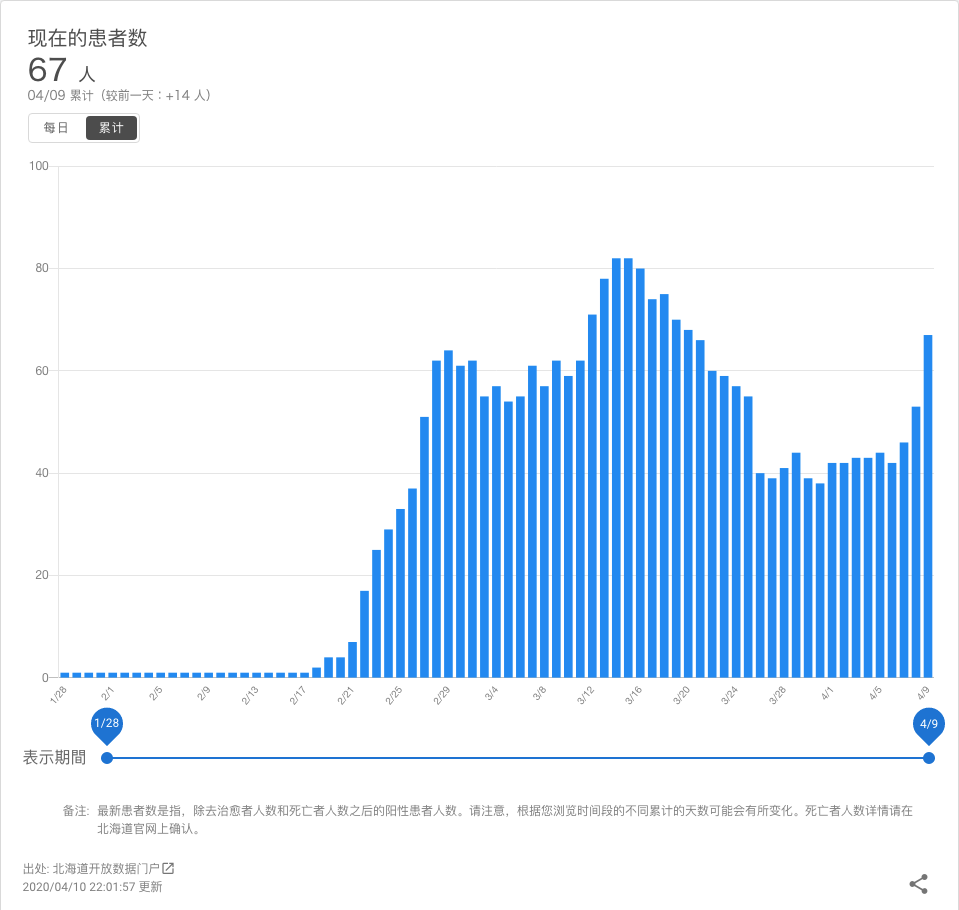 现在的患者数
67 人
04/09 累计（较前一天：+14 人）
每日 累计
100
80
60
40
20
0
1/28 2/1 2/5 2/9 2/13 2/17 2/21 2/25 2/29 3/4 3/8 3/12 3/16 3/20 3/24 3/28 4/1 4/5 4/9
1/28 4/9
表示期間
备注: 最新患者数是指，除去治愈者人数和死亡者人数之后的阳性患者人数。请注意，根据您浏览时间段的不同累计的天数可能会有所变化。死亡者人数详情请在
北海道官网上确认。
出处: 北海道开放数据门户
2020/04/10 22:01:57 更新